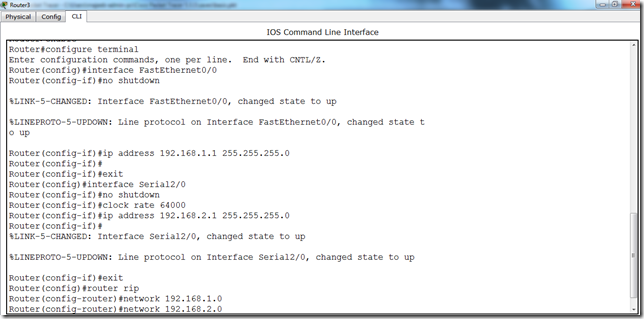 Router3
Physical Config CLI
IOS Command Line Interface
Router#configure terminal
Enter configuration commands, one per line.  End with CNTL/Z.
Router(config)#interface FastEthernet0/0
Router(config-if)#no shutdown
%LINK-5-CHANGED: Interface FastEthernet0/0, changed state to up
%LINEPROTO-5-UPDOWN: Line protocol on Interface FastEthernet0/0, changed state t
o up
Router(config-if)#ip address 192.168.1.1 255.255.255.0
Router(config-if)#
Router(config-if)#exit
Router(config)#interface Serial2/0
Router(config-if)#no shutdown
Router(config-if)#clock rate 64000
Router(config-if)#ip address 192.168.2.1 255.255.255.0
Router(config-if)#
%LINK-5-CHANGED: Interface Serial2/0, changed state to up
%LINEPROTO-5-UPDOWN: Line protocol on Interface Serial2/0, changed state to up
Router(config-if)#exit
Router(config)#router rip
Router(config-router)#network 192.168.1.0
Router(config-router)#network 192.168.2.0